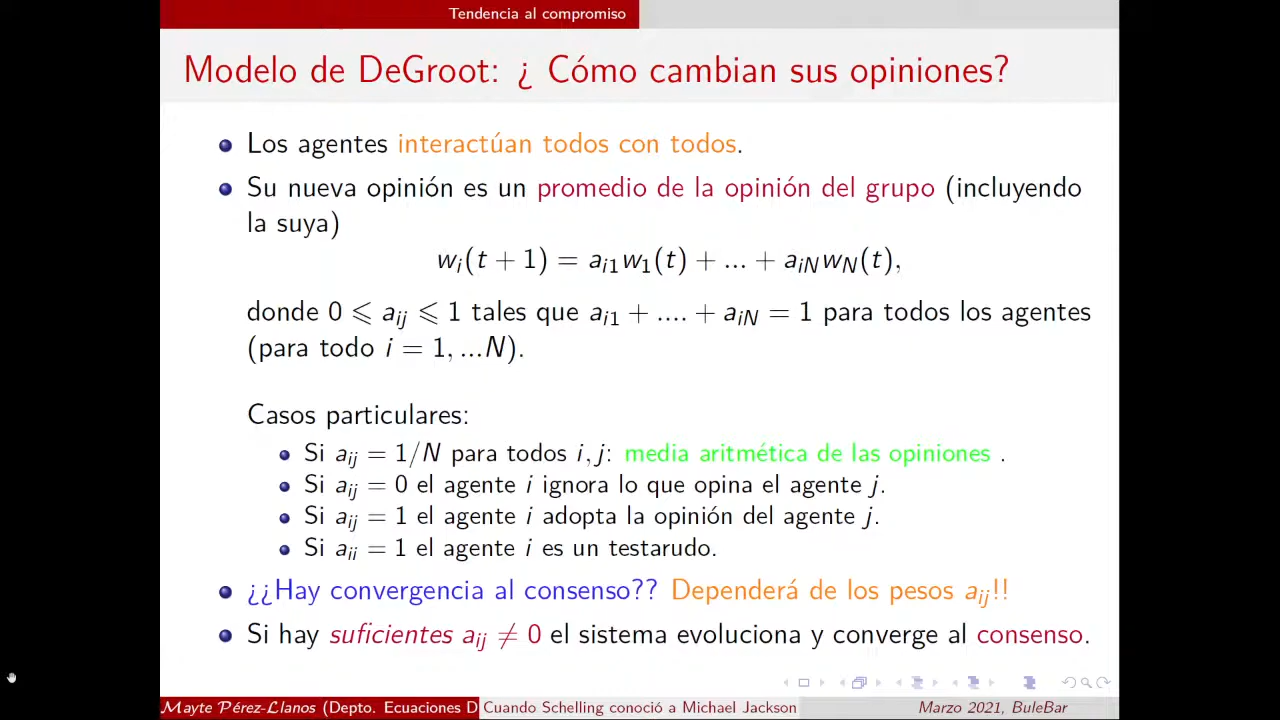 Tendencia al compromiso
Modelo de DeGroot: ¿ Cómo cambian sus opiniones?
Los agentes interactúan todos con todos.
Su nueva opinión es un promedio de la opinión del grupo (incluyendo
la suya)
wᵢ(t + 1) = aᵢ₁w₁(t) + ... + aᵢNwN(t),
donde 0 ⩽ aᵢⱼ ⩽ 1 tales que aᵢ₁ + .... + aᵢN = 1 para todos los agentes
(para todo i = 1, ...N).
Casos particulares:
Si aᵢⱼ = 1/N para todos i, j: media aritmética de las opiniones .
Si aᵢⱼ = 0 el agente i ignora lo que opina el agente j.
Si aᵢⱼ = 1 el agente i adopta la opinión del agente j.
Si aᵢᵢ = 1 el agente i es un testarudo.
¿¿Hay convergencia al consenso?? Dependerá de los pesos aᵢⱼ!!
Si hay suficientes aᵢⱼ ≠ 0 el sistema evoluciona y converge al consenso.
Mayte Pérez-Llanos (Depto. Ecuaciones D Cuando Schelling conoció a Michael Jackson Marzo 2021, BuleBar